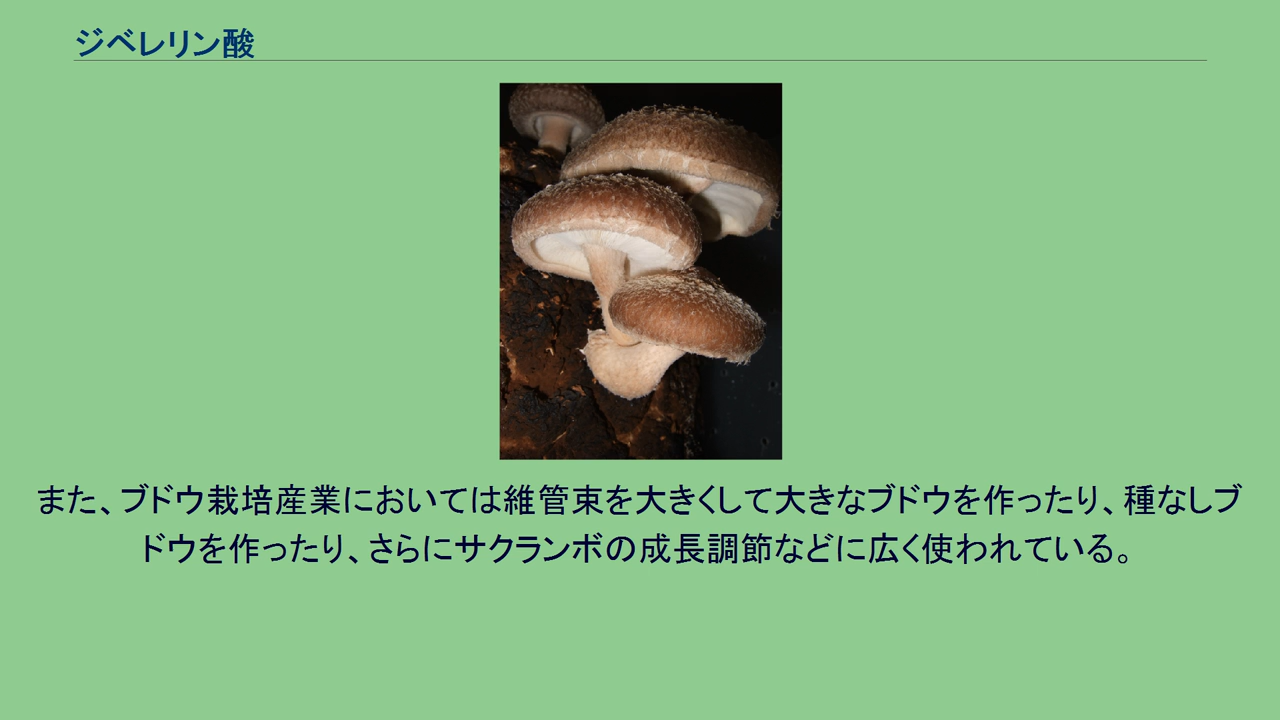 ジベレリン酸
また、ブドウ栽培産業においては維管束を大きくして大きなブドウを作ったり、種なしブ
ドウを作ったり、さらにサクランボの成長調節などに広く使われている。